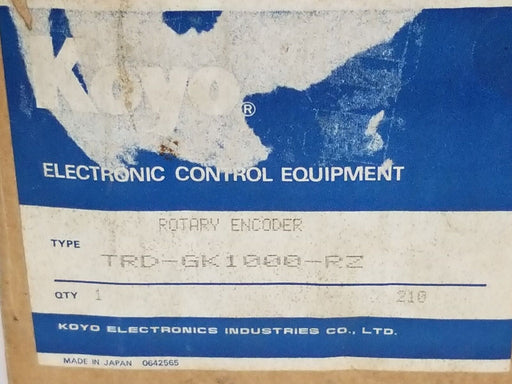 Koyo®
ELECTRONIC CONTROL EQUIPMENT
ROTARY ENCODER
TYPE TRD-GK1000-RZ
QTY 1 210
KOYO ELECTRONICS INDUSTRIES CO., LTD.
MADE IN JAPAN 0642565